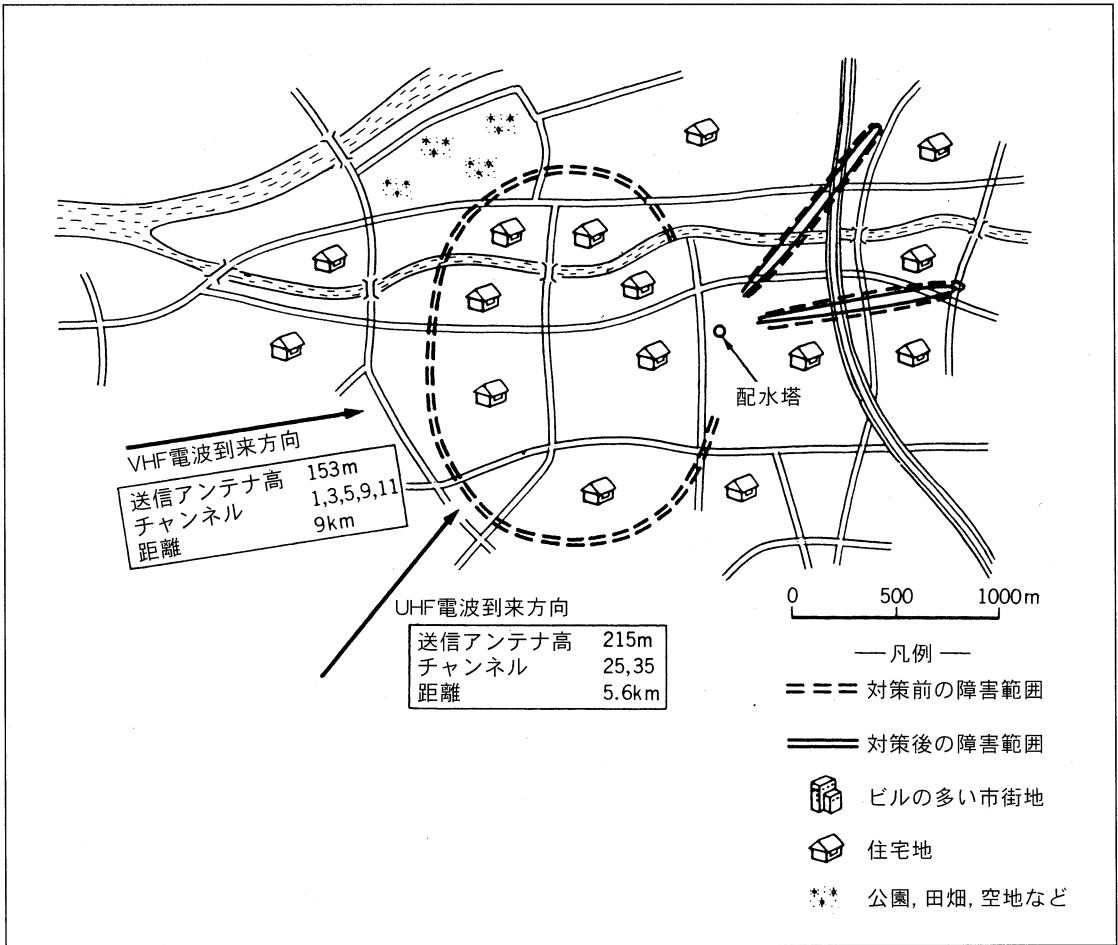 配水塔
VHF電波到来方向
送信アンテナ高 153m
チャンネル 1,3,5,9,11
距離 9km
UHF電波到来方向
送信アンテナ高 215m
チャンネル 25,35
距離 5.6km
0 500 1000m
―凡例―
対策前の障害範囲
対策後の障害範囲
ビルの多い市街地
住宅地
公園,田畑,空地など